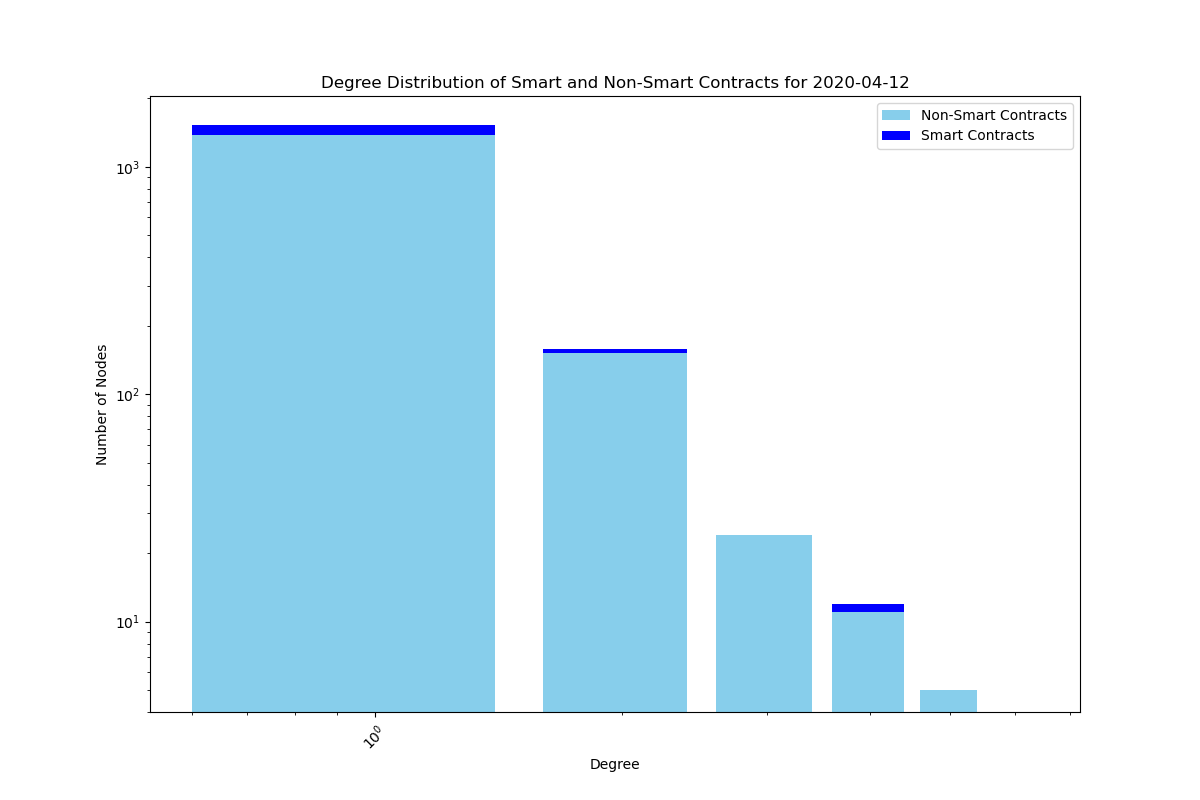 Degree Distribution of Smart and Non-Smart Contracts for 2020-04-12
Non-Smart Contracts
Smart Contracts
Number of Nodes
10³
10²
10¹
10⁰
Degree